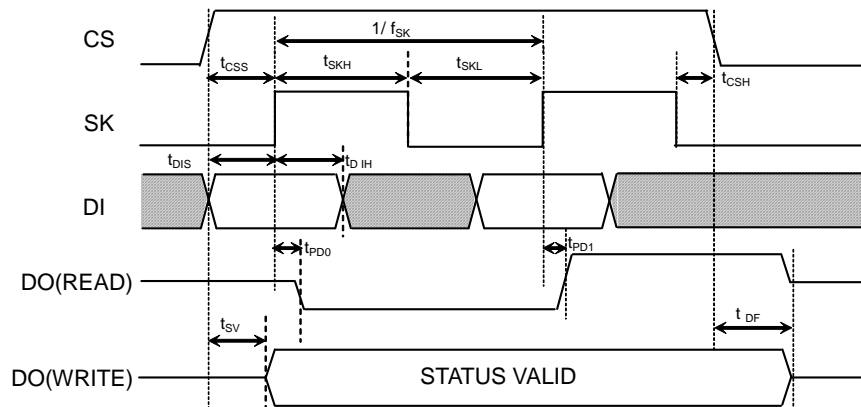 CS
1/ fSK
tCSS
tSKH
tSKL
tCSH
SK
tDIS
tD IH
DI
tPD0
tPD1
DO(READ)
tSV
t DF
DO(WRITE)
STATUS VALID